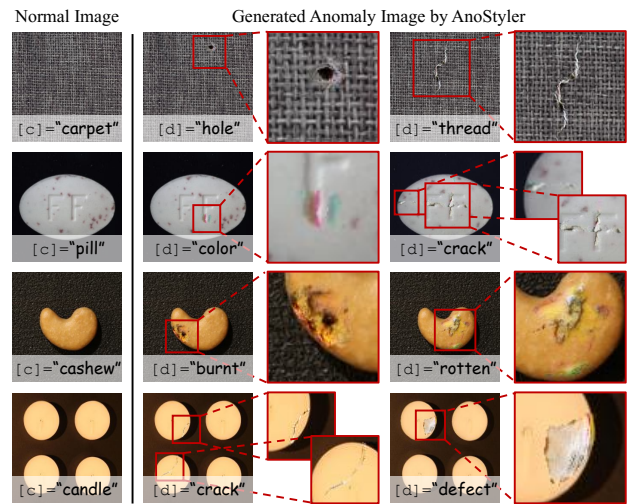 Normal Image
Generated Anomaly Image by AnoStyler
[c]="carpet"
[d]="hole"
[d]="thread"
FF
FF
[c]="pill"
[d]="color"
[d]="crack"
[c]="cashew"
[d]="burnt"
[d]="rotten"
[c]="candle"
[d]="crack"
[d]="defect"